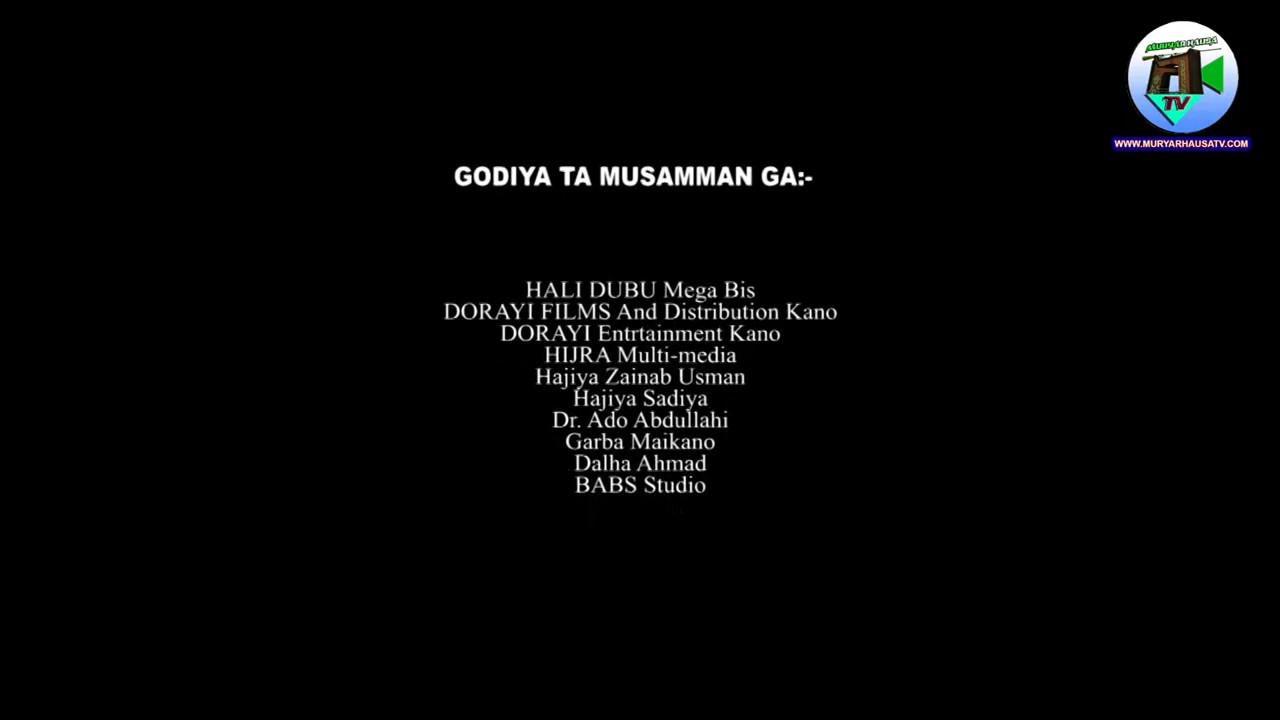 MURYAR HAUSA
TV
WWW.MURYARHAUSATV.COM
GODIYA TA MUSAMMAN GA:-
HALI DUBU Mega Bis
DORAYI FILMS And Distribution Kano
DORAYI Entrtainment Kano
HIJRA Multi-media
Hajiya Zainab Usman
Hajiya Sadiya
Dr. Ado Abdullahi
Garba Maikano
Dalha Ahmad
BABS Studio